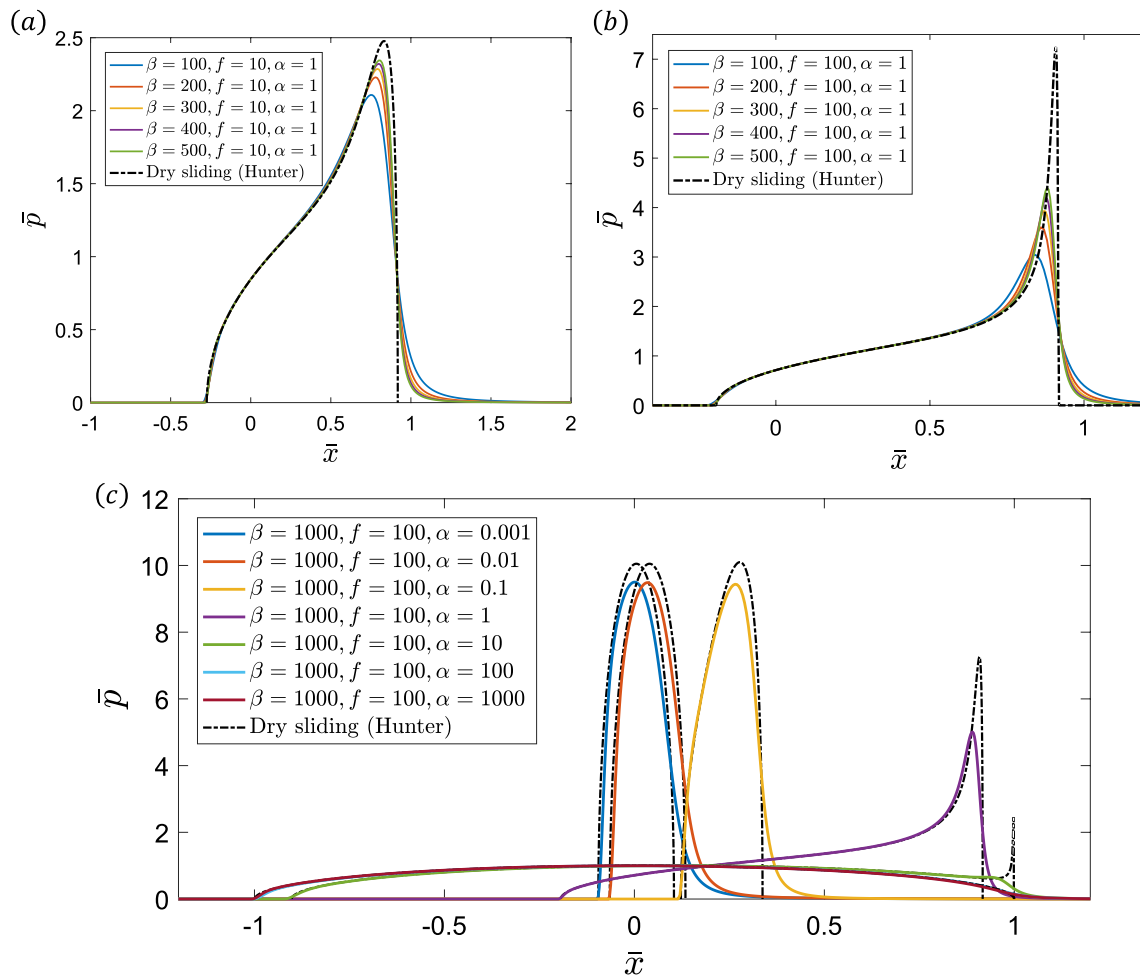 (a)
2.5
2
1.5
1
0.5
0
p̄
β = 100, f = 10, α = 1
β = 200, f = 10, α = 1
β = 300, f = 10, α = 1
β = 400, f = 10, α = 1
β = 500, f = 10, α = 1
Dry sliding (Hunter)
-1 -0.5 0 0.5 1 1.5 2
x̄
(b)
7
6
5
4
3
2
1
0
p̄
β = 100, f = 100, α = 1
β = 200, f = 100, α = 1
β = 300, f = 100, α = 1
β = 400, f = 100, α = 1
β = 500, f = 100, α = 1
Dry sliding (Hunter)
0 0.5 1
x̄
(c)
12
10
8
6
4
2
0
p̄
β = 1000, f = 100, α = 0.001
β = 1000, f = 100, α = 0.01
β = 1000, f = 100, α = 0.1
β = 1000, f = 100, α = 1
β = 1000, f = 100, α = 10
β = 1000, f = 100, α = 100
β = 1000, f = 100, α = 1000
Dry sliding (Hunter)
-1 -0.5 0 0.5 1
x̄